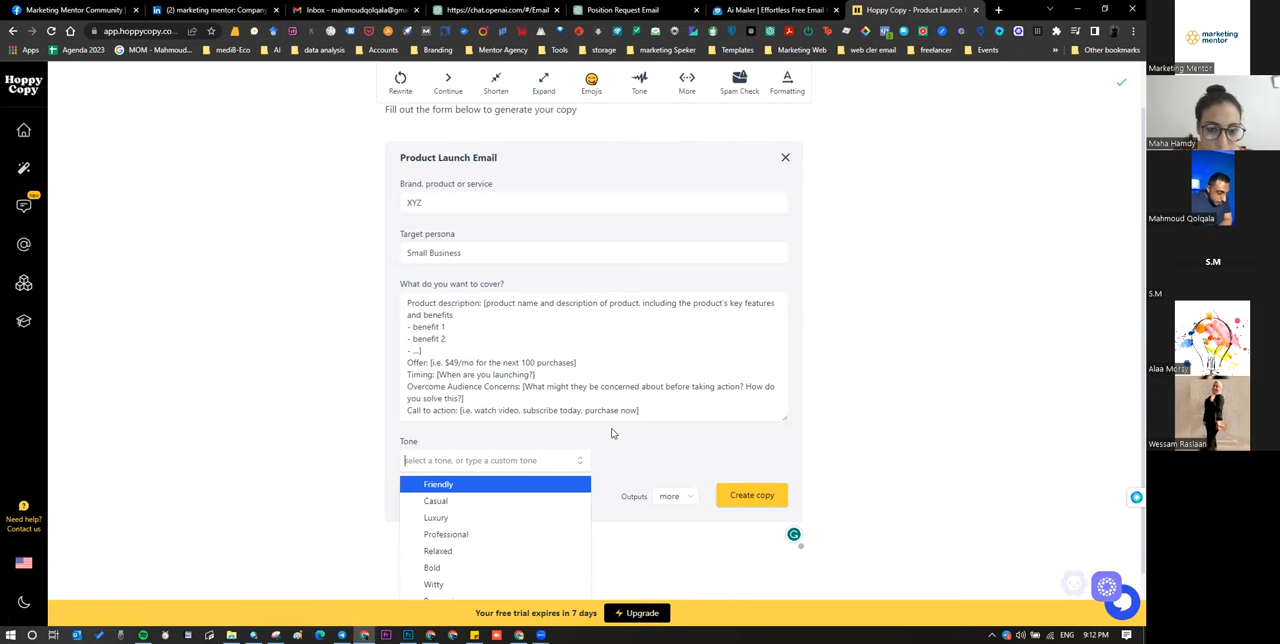 Marketing Mentor Community |
(2) marketing mentor: Company
Inbox - mahmoudqolqala@gma
https://chat.openai.com/#/Email
Position Request Email
Ai Mailer | Effortless Free Email
Hoppy Copy - Product Launch E
app.hoppycopy.co...
Apps
Agenda 2023
MOM - Mahmoud...
mediB-Eco
AI
data analysis
Accounts
Branding
Mentor Agency
Tools
storage
marketing Speker
Templates
Marketing Web
web cler email
freelancer
Events
Other bookmarks
Hoppy
Copy
Rewrite
Continue
Shorten
Expand
Emojis
Tone
More
Spam Check
Formatting
Fill out the form below to generate your copy
Product Launch Email
Brand, product or service
XYZ
Target persona
Small Business
What do you want to cover?
Product description: [product name and description of product, including the product's key features
and benefits
- benefit 1
- benefit 2
- ...]
Offer: [i.e. $49/mo for the next 100 purchases]
Timing: [When are you launching?]
Overcome Audience Concerns: [What might they be concerned about before taking action? How do
you solve this?]
Call to action: [i.e. watch video, subscribe today, purchase now]
Tone
select a tone, or type a custom tone
Friendly
Casual
Luxury
Professional
Relaxed
Bold
Witty
Outputs
more
Create copy
new
Need help?
Contact us
Your free trial expires in 7 days
Upgrade
marketing
mentor
Marketing Mentor
Maha Hamdy
Mahmoud Qolqala
S.M
S.M
Alaa Morsy
Wessam Raslaan
ENG
9:12 PM